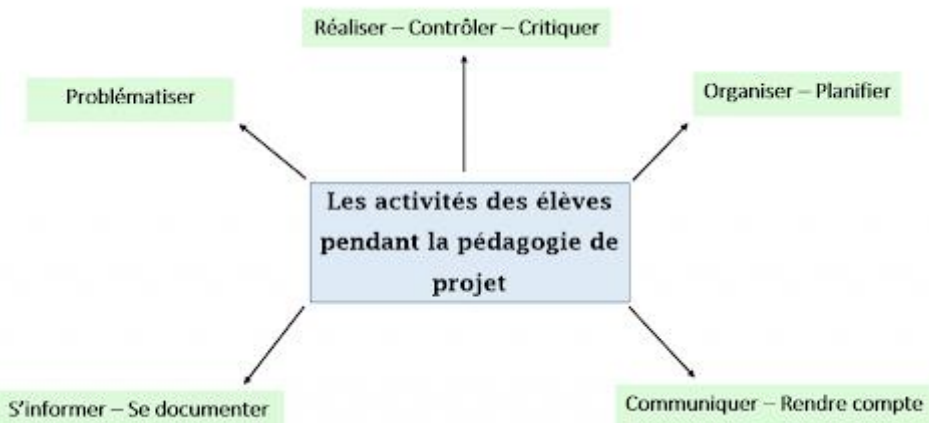 Réaliser – Contrôler – Critiquer
Problématiser
Organiser – Planifier
Les activités des élèves
pendant la pédagogie de
projet
S'informer – Se documenter
Communiquer – Rendre compte